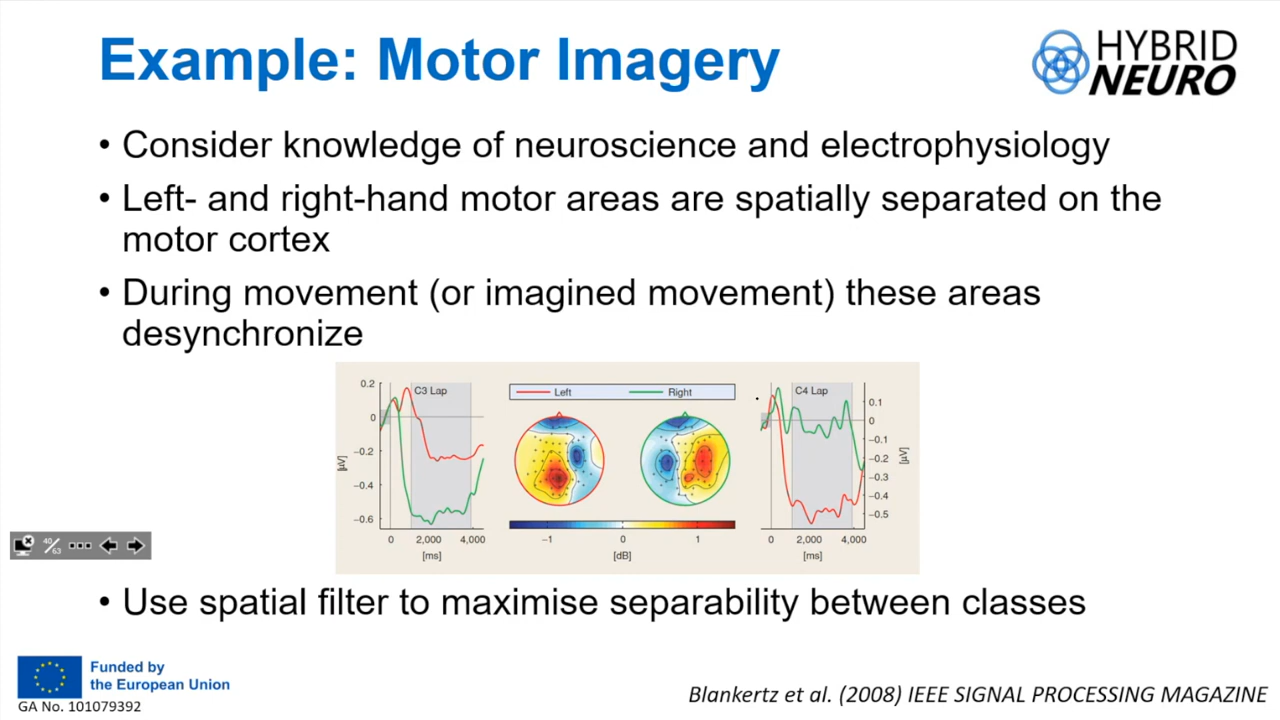 Example: Motor Imagery
HYBRID
NEURO
• Consider knowledge of neuroscience and electrophysiology
• Left- and right-hand motor areas are spatially separated on the
motor cortex
• During movement (or imagined movement) these areas
desynchronize
0.2
0
−0.2
−0.4
−0.6
[μV]
C3 Lap
0 2,000 4,000
[ms]
Left Right
−1 0 1
[dB]
C4 Lap
0.1
0
−0.1
−0.2
−0.3
−0.4
−0.5
[μV]
0 2,000 4,000
[ms]
40/63
• Use spatial filter to maximise separability between classes
Funded by
the European Union
GA No. 101079392
Blankertz et al. (2008) IEEE SIGNAL PROCESSING MAGAZINE